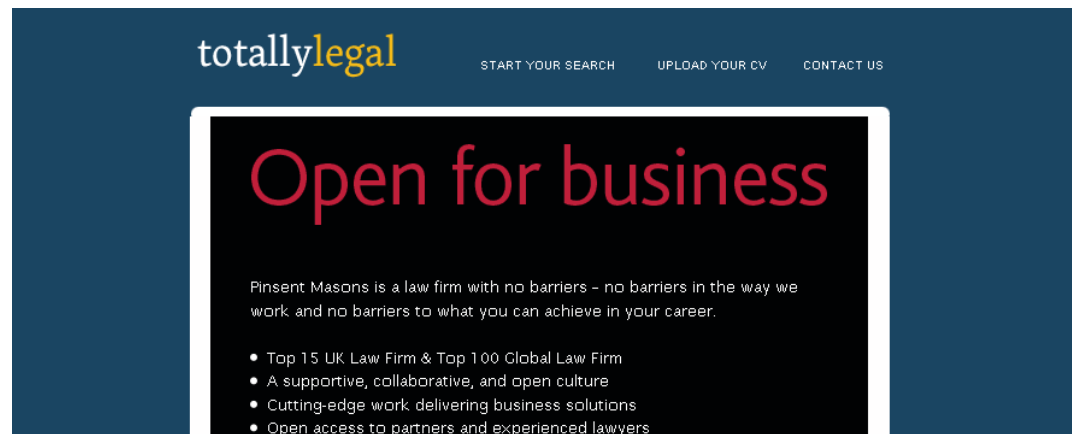 totallylegal
START YOUR SEARCH UPLOAD YOUR CV CONTACT US
Open for business
Pinsent Masons is a law firm with no barriers – no barriers in the way we
work and no barriers to what you can achieve in your career.
• Top 15 UK Law Firm & Top 100 Global Law Firm
• A supportive, collaborative, and open culture
• Cutting-edge work delivering business solutions
• Open access to partners and experienced lawyers